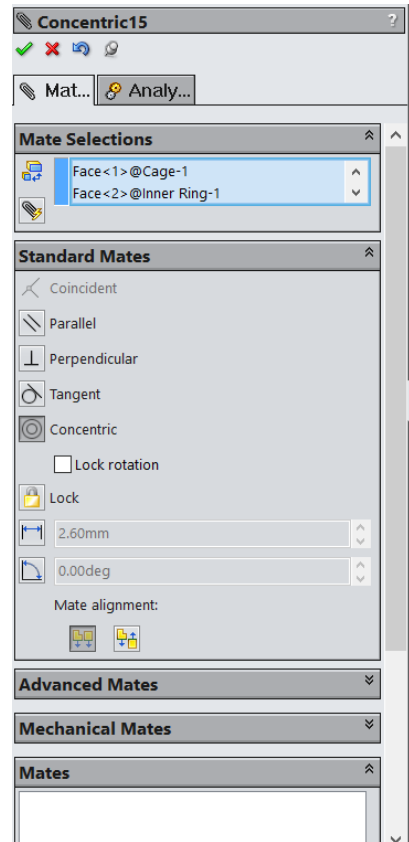 Concentric15
?
Mat...
Analy...
Mate Selections
Face<1>@Cage-1
Face<2>@Inner Ring-1
Standard Mates
Coincident
Parallel
Perpendicular
Tangent
Concentric
Lock rotation
Lock
2.60mm
0.00deg
Mate alignment:
Advanced Mates
Mechanical Mates
Mates